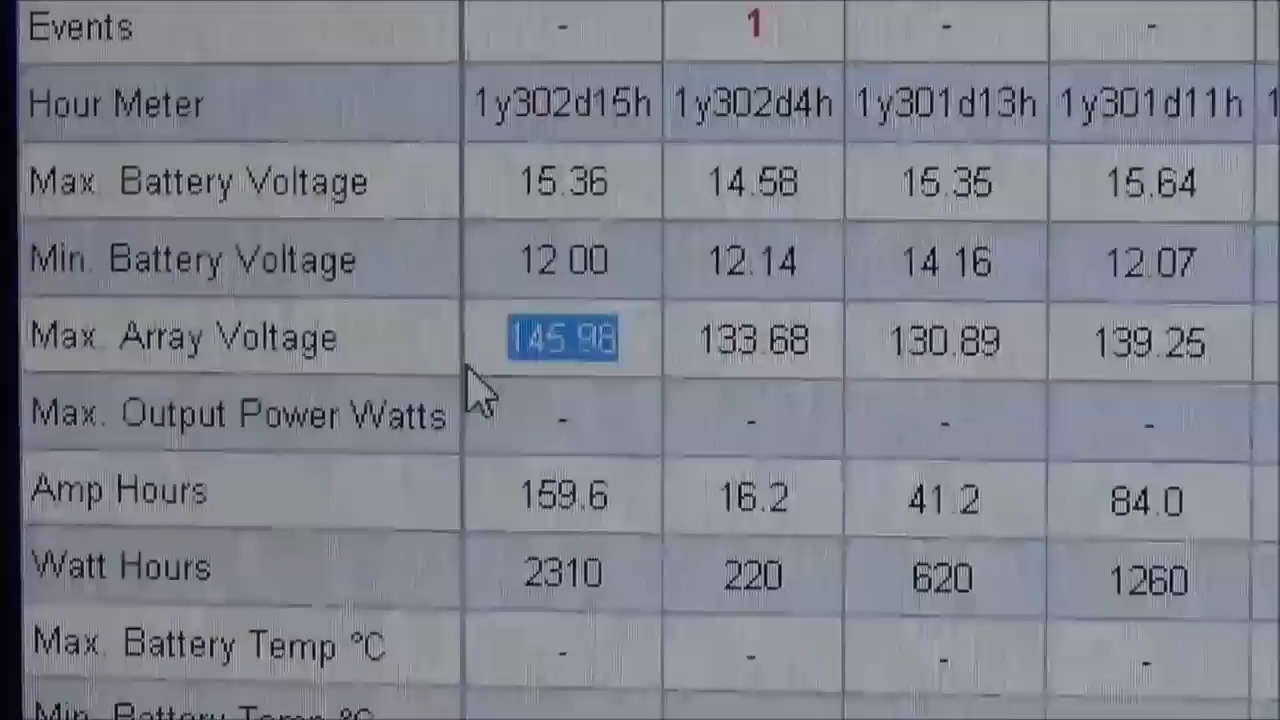 Events - 1 - -
Hour Meter 1y302d15h 1y302d4h 1y301d13h 1y301d11h
Max. Battery Voltage 15.36 14.58 15.35 15.64
Min. Battery Voltage 12.00 12.14 14.16 12.07
Max. Array Voltage 145.98 133.68 130.89 139.25
Max. Output Power Watts - - - -
Amp Hours 159.6 16.2 41.2 84.0
Watt Hours 2310 220 620 1260
Max. Battery Temp °C - - - -
Min. Battery Temp °C